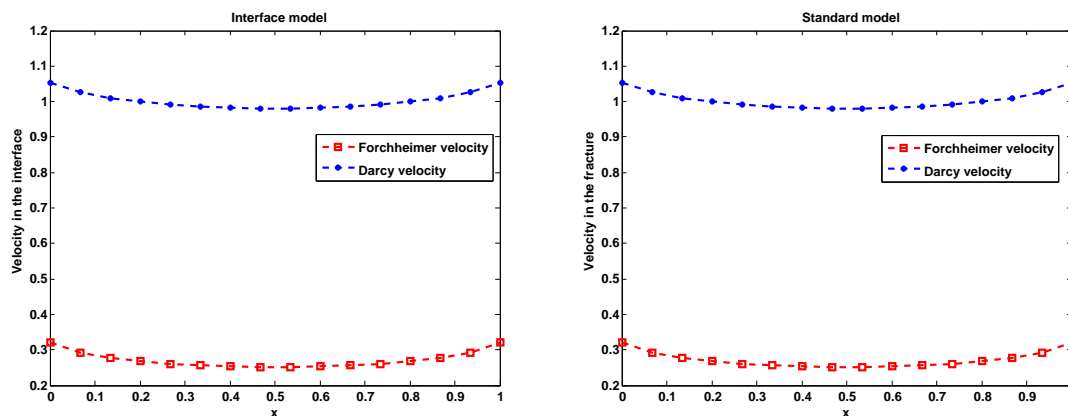 Interface model
1.2
1.1
1
0.9
0.8
0.7
0.6
0.5
0.4
0.3
0.2
Velocity in the interface
Forchheimer velocity
Darcy velocity
0 0.1 0.2 0.3 0.4 0.5 0.6 0.7 0.8 0.9 1
x
Standard model
1.2
1.1
1
0.9
0.8
0.7
0.6
0.5
0.4
0.3
0.2
Velocity in the fracture
Forchheimer velocity
Darcy velocity
0 0.1 0.2 0.3 0.4 0.5 0.6 0.7 0.8 0.9
x